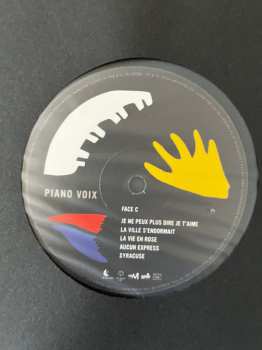 PIANO VOIX
FACE C
JE NE PEUX PLUS DIRE JE T'AIME
LA VILLE S'ENDORMAIT
LA VIE EN ROSE
AUCUN EXPRESS
SYRACUSE